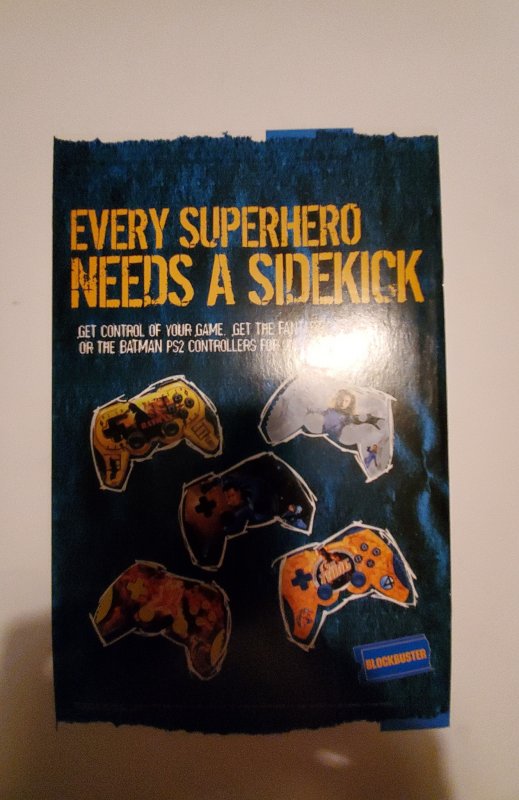 EVERY SUPERHERO
NEEDS A SIDEKICK
GET CONTROL OF YOUR GAME. GET THE
OR THE BATMAN PS2 CONTROLLERS FOR
BLOCKBUSTER